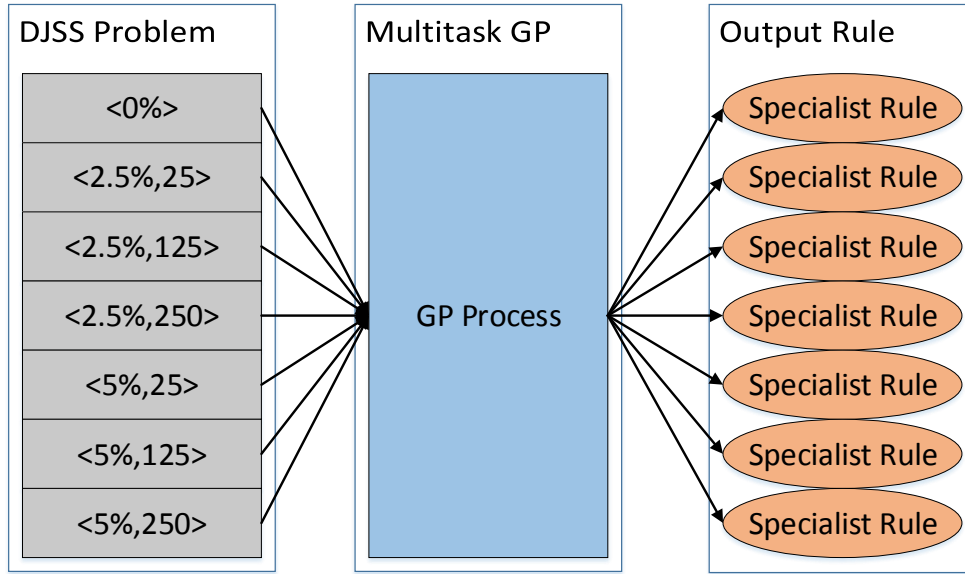 DJSS Problem
<0%>
<2.5%,25>
<2.5%,125>
<2.5%,250>
<5%,25>
<5%,125>
<5%,250>
Multitask GP
GP Process
Output Rule
Specialist Rule
Specialist Rule
Specialist Rule
Specialist Rule
Specialist Rule
Specialist Rule
Specialist Rule